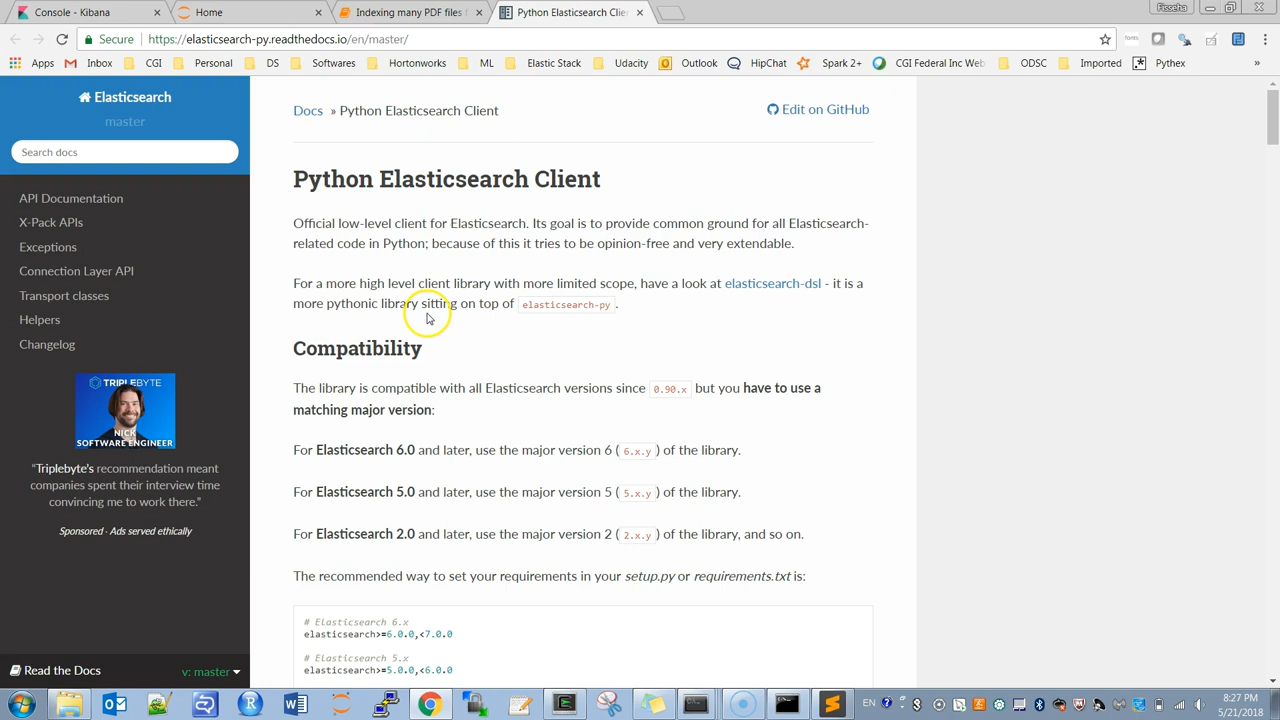 Console - Kibana
Home
Indexing many PDF files
Python Elasticsearch Clie
Fisseha
Secure
https://elasticsearch-py.readthedocs.io/en/master/
Apps
Inbox
CGI
Personal
DS
Softwares
Hortonworks
ML
Elastic Stack
Udacity
Outlook
HipChat
Spark 2+
CGI Federal Inc Web
ODSC
Imported
Pythex
»
Elasticsearch
master
Search docs
API Documentation
X-Pack APIs
Exceptions
Connection Layer API
Transport classes
Helpers
Changelog
TRIPLEBYTE
NICK
SOFTWARE ENGINEER
"Triplebyte's recommendation meant
companies spent their interview time
convincing me to work there."
Sponsored · Ads served ethically
Read the Docs
v: master
Docs » Python Elasticsearch Client
Edit on GitHub
Python Elasticsearch Client
Official low-level client for Elasticsearch. Its goal is to provide common ground for all Elasticsearch-
related code in Python; because of this it tries to be opinion-free and very extendable.
For a more high level client library with more limited scope, have a look at elasticsearch-dsl - it is a
more pythonic library sitting on top of elasticsearch-py.
Compatibility
The library is compatible with all Elasticsearch versions since 0.90.x but you have to use a
matching major version:
For Elasticsearch 6.0 and later, use the major version 6 (6.x.y) of the library.
For Elasticsearch 5.0 and later, use the major version 5 (5.x.y) of the library.
For Elasticsearch 2.0 and later, use the major version 2 (2.x.y) of the library, and so on.
The recommended way to set your requirements in your setup.py or requirements.txt is:
# Elasticsearch 6.x
elasticsearch>=6.0.0,<7.0.0
# Elasticsearch 5.x
elasticsearch>=5.0.0,<6.0.0
EN
8:27 PM
5/21/2018